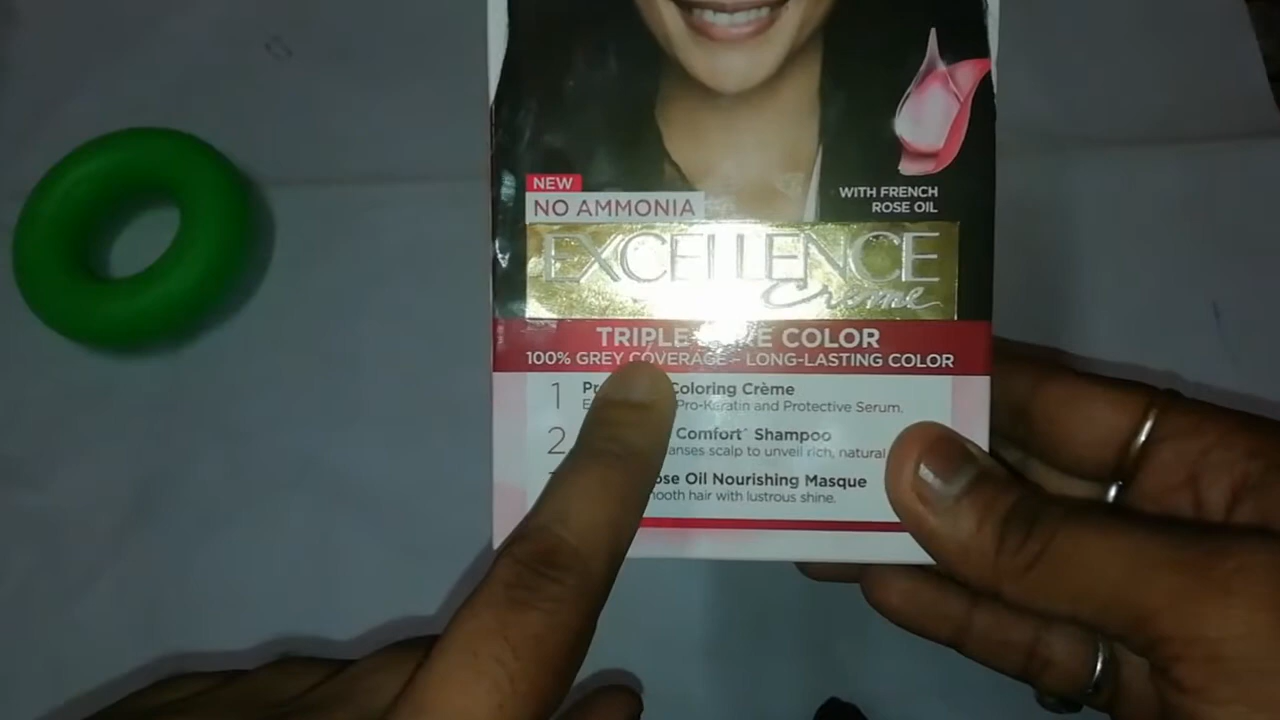 NEW
NO AMMONIA
WITH FRENCH
ROSE OIL
EXCELLENCE
Crème
TRIPLE COLOR
100% GREY COVERAGE - LONG-LASTING COLOR
1 Coloring Crème
Pro-Keratin and Protective Serum.
2 Comfort^ Shampoo
scalp to unveil rich, natural
Oil Nourishing Masque
hair with lustrous shine.